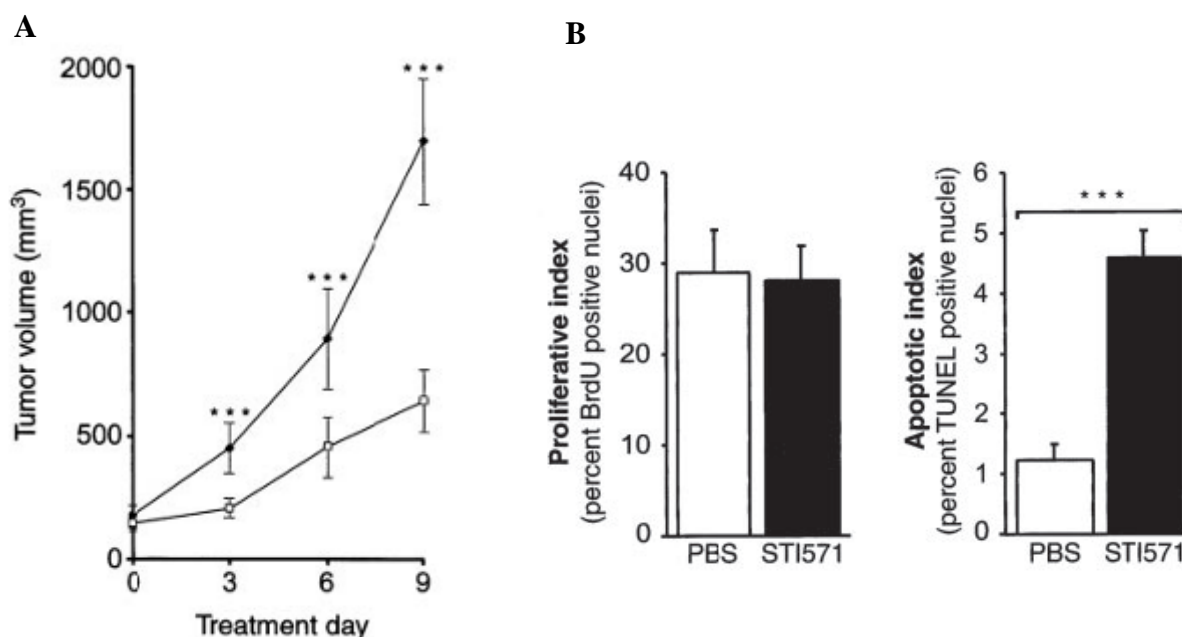 A
Tumor volume (mm³)
2000
1500
1000
500
0
***
***
***
0 3 6 9
Treatment day
B
Proliferative index
(percent BrdU positive nuclei)
40
30
20
10
0
PBS STI571
Apoptotic index
(percent TUNEL positive nuclei)
6
5
4
3
2
1
0
***
PBS STI571